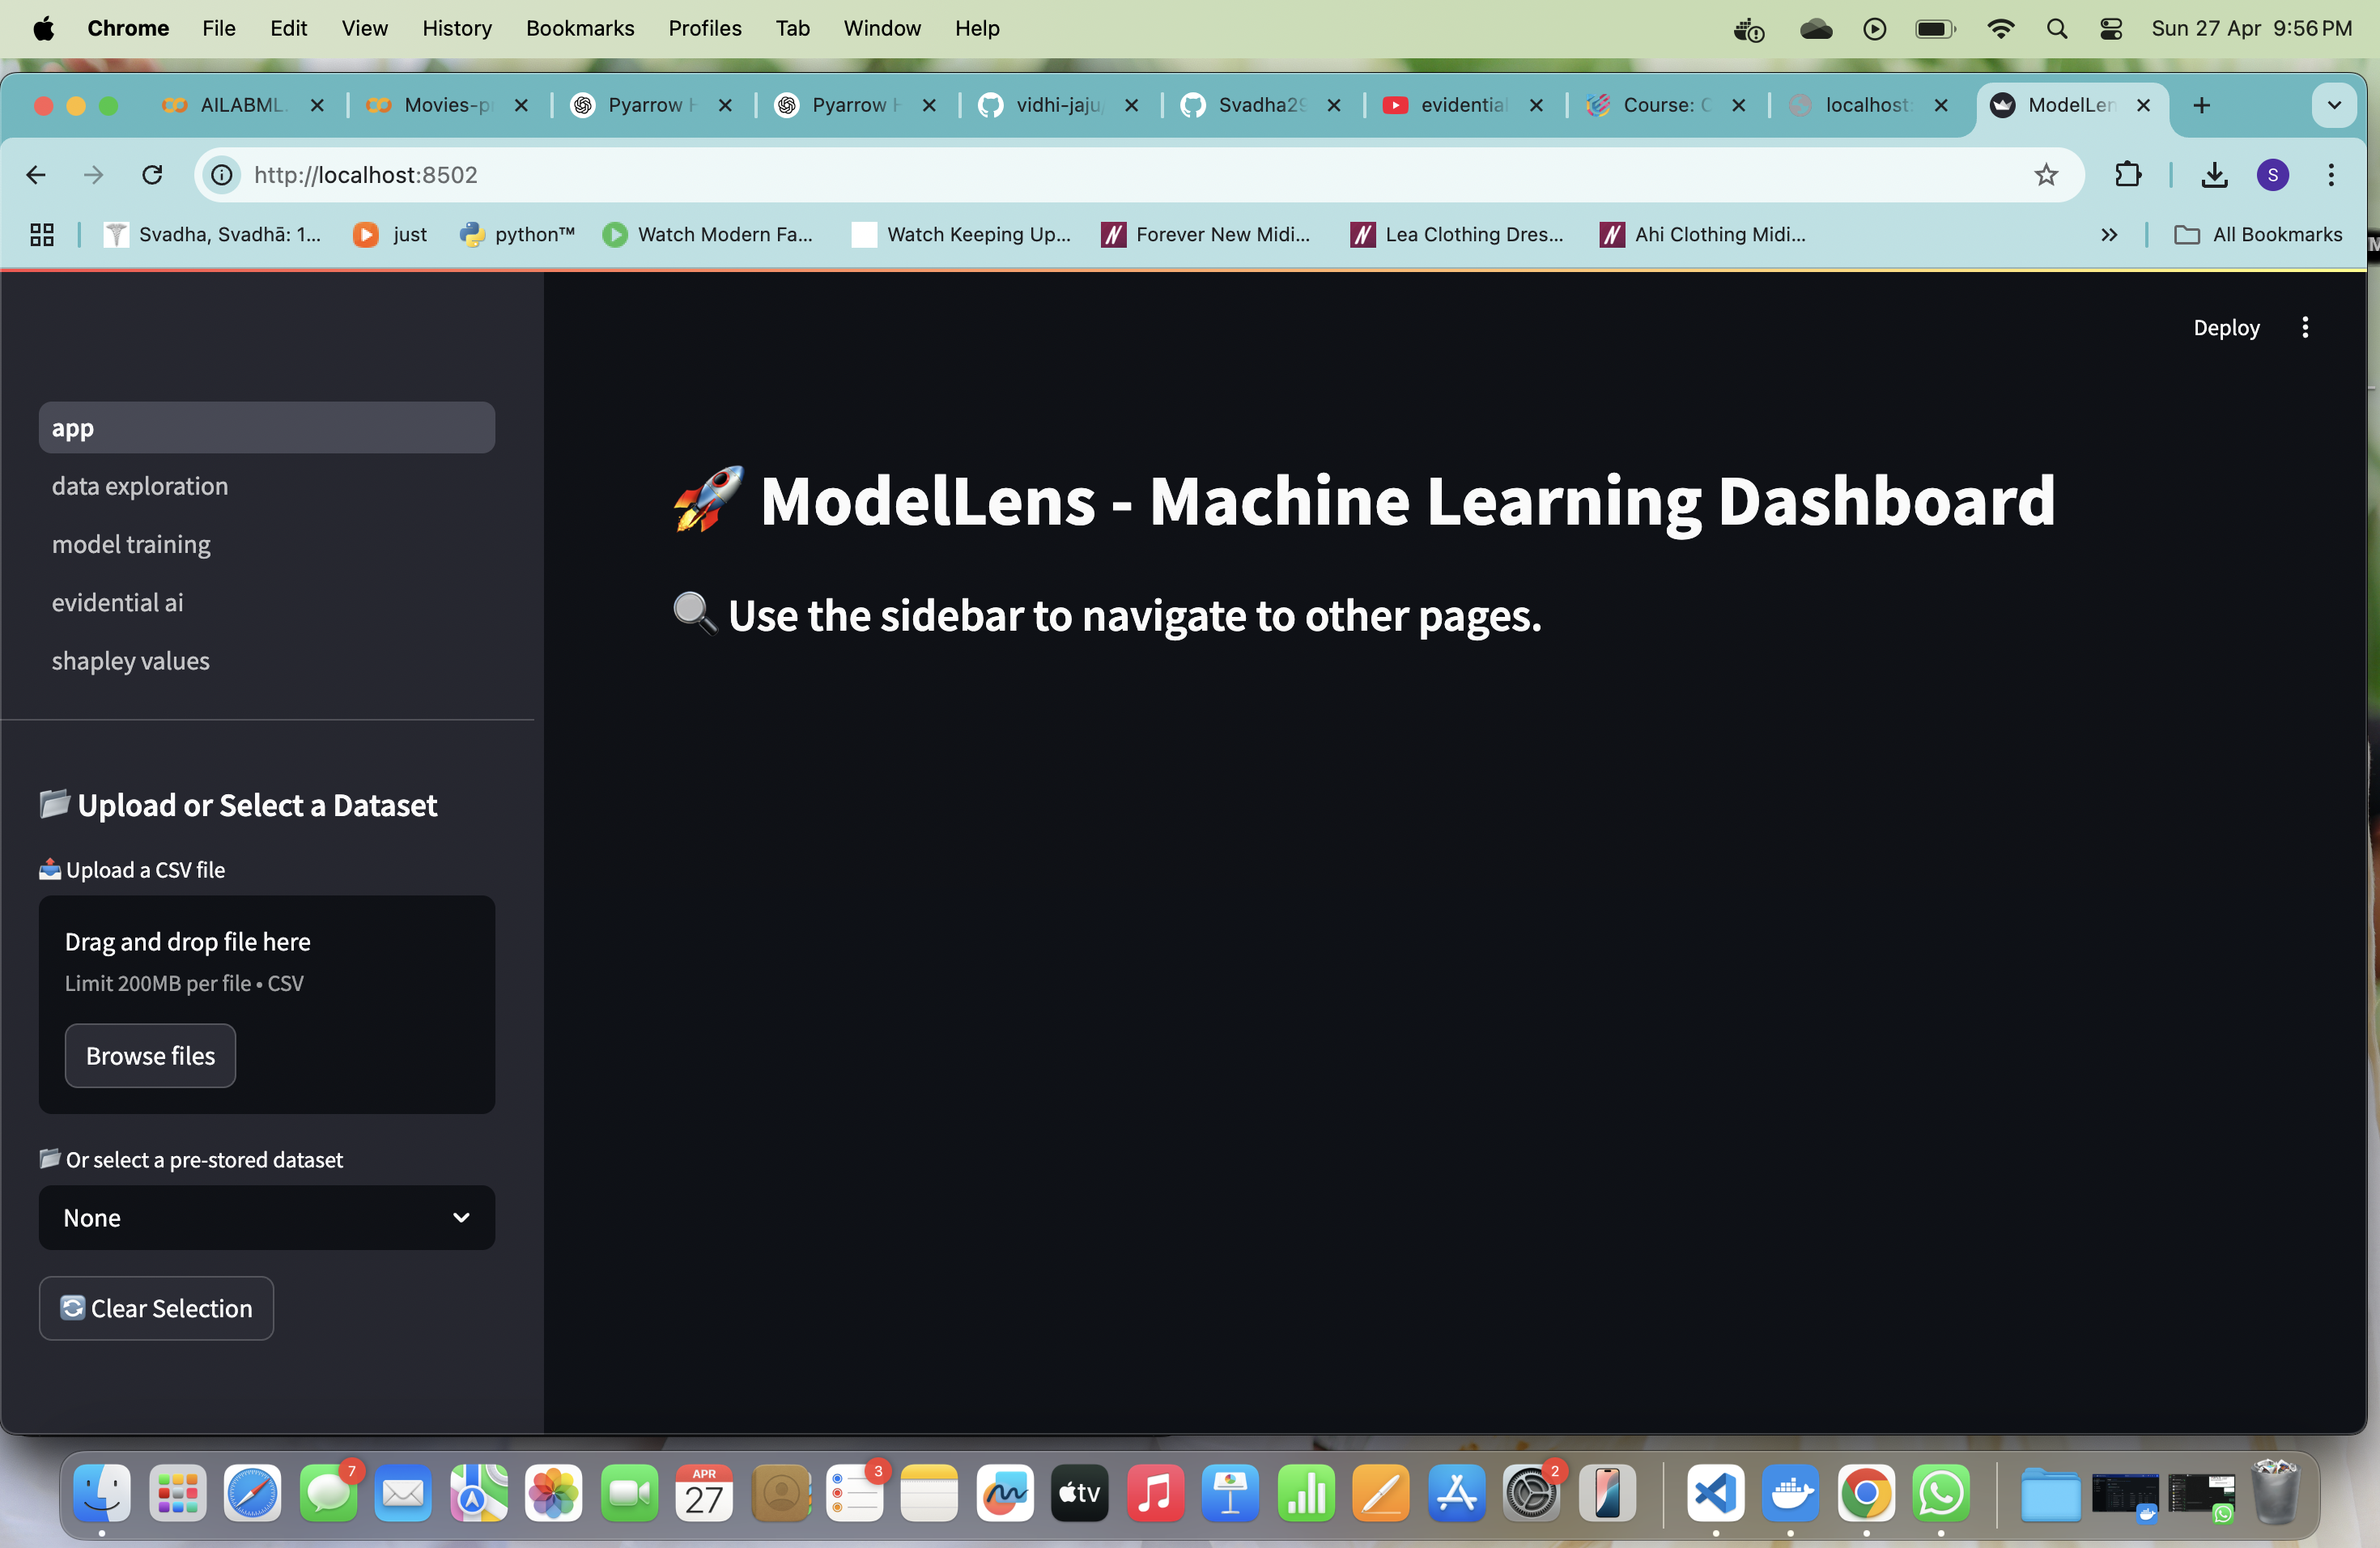 Chrome File Edit View History Bookmarks Profiles Tab Window Help Sun 27 Apr 9:56 PM
AILABML. Movies-p Pyarrow Pyarrow vidhi-jaju/ Svadha29 evidential Course: localhost: ModelLen
http://localhost:8502 S
Svadha, Svadhā: 1... just python™ Watch Modern Fa... Watch Keeping Up... Forever New Midi... Lea Clothing Dres... Ahi Clothing Midi... » All Bookmarks
Deploy
app
data exploration
model training
evidential ai
shapley values
🚀 ModelLens - Machine Learning Dashboard
🔍 Use the sidebar to navigate to other pages.
📂 Upload or Select a Dataset
📤 Upload a CSV file
Drag and drop file here
Limit 200MB per file • CSV
Browse files
📂 Or select a pre-stored dataset
None
🔄 Clear Selection
7 APR 27 3 tv 2